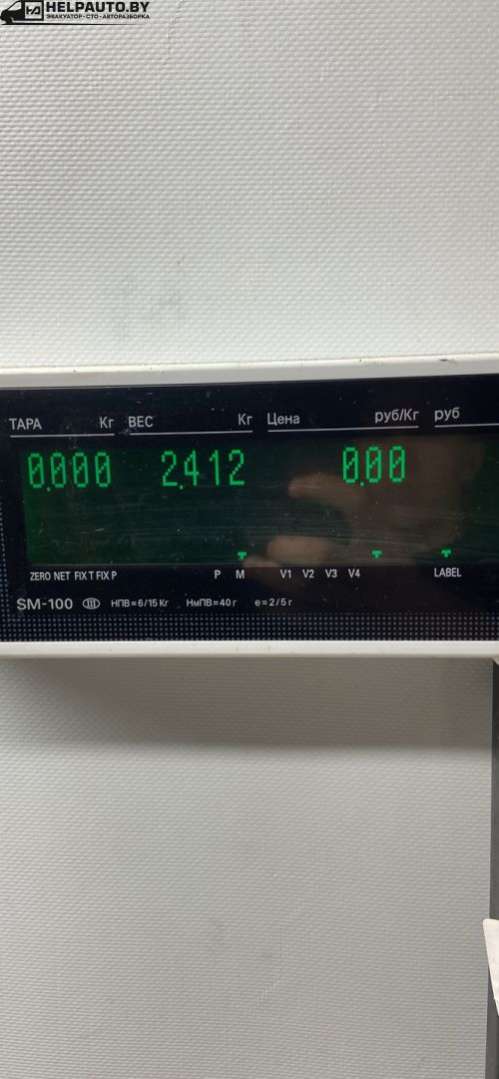 HELPAUTO.BY
ЭВАКУАТОР-СТО-АВТОРАЗБОРКА
ТАРА Кг ВЕС Кг Цена руб/Кг руб
0.000 2.412 0.00
ZERO NET FIX T FIX P P M V1 V2 V3 V4 LABEL
SM-100 НПВ=6/15 Кг НмПВ=40 г e=2/5 г